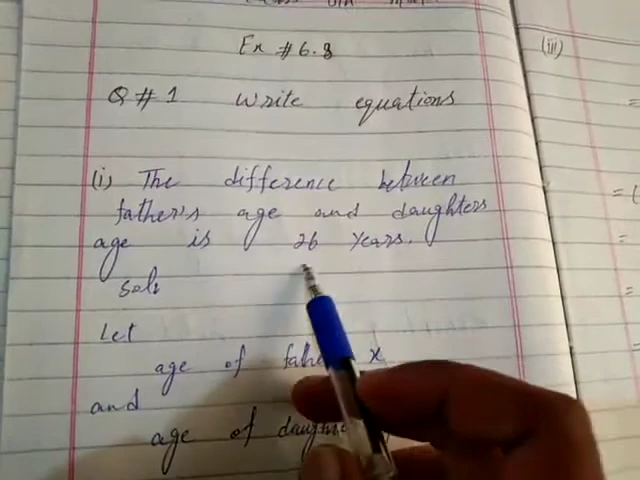 Ex # 6.8
(iii)
Q # 1 Write equations
(i) The difference between
father's age and daughters
age is 26 years.
Sol:
Let
age of x
and
age of